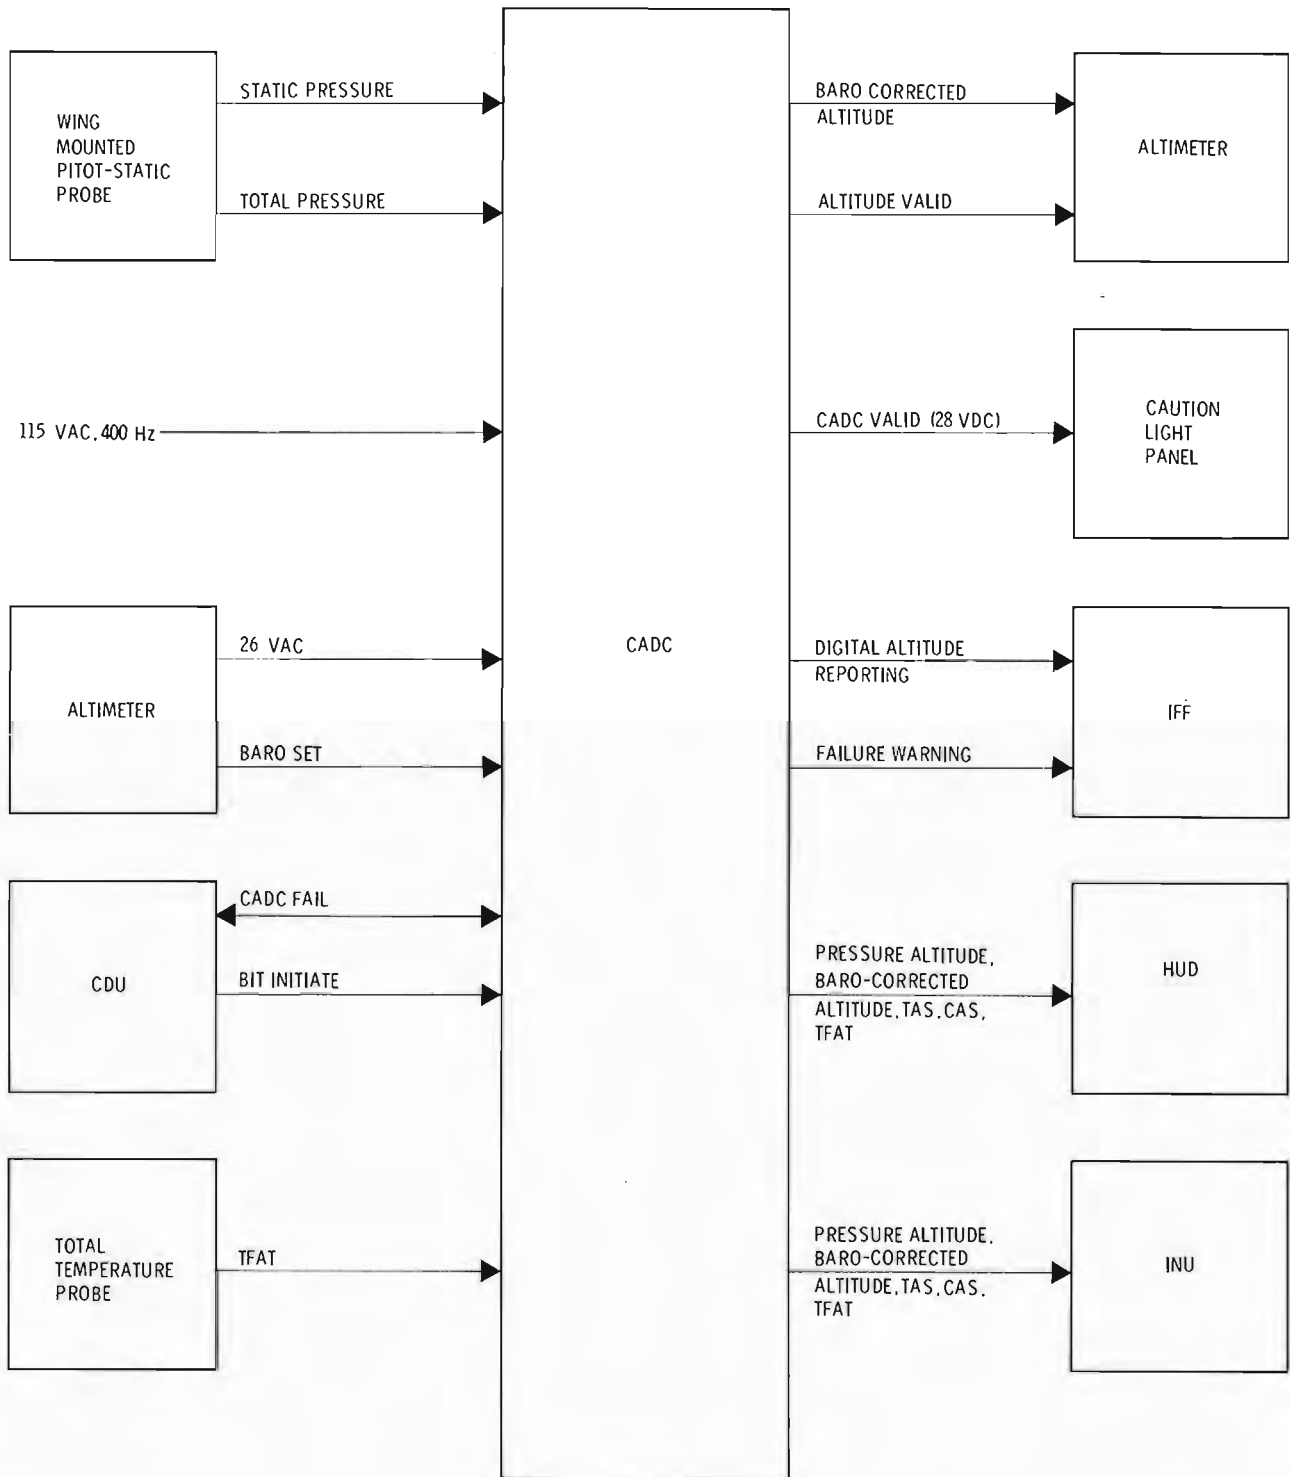 WING
MOUNTED
PITOT-STATIC
PROBE
STATIC PRESSURE
TOTAL PRESSURE
115 VAC, 400 Hz
ALTIMETER
26 VAC
BARO SET
CDU
CADC FAIL
BIT INITIATE
TOTAL
TEMPERATURE
PROBE
TFAT
CADC
BARO CORRECTED
ALTITUDE
ALTITUDE VALID
ALTIMETER
CADC VALID (28 VDC)
CAUTION
LIGHT
PANEL
DIGITAL ALTITUDE
REPORTING
FAILURE WARNING
IFF
PRESSURE ALTITUDE,
BARO-CORRECTED
ALTITUDE, TAS, CAS,
TFAT
HUD
PRESSURE ALTITUDE,
BARO-CORRECTED
ALTITUDE, TAS, CAS,
TFAT
INU